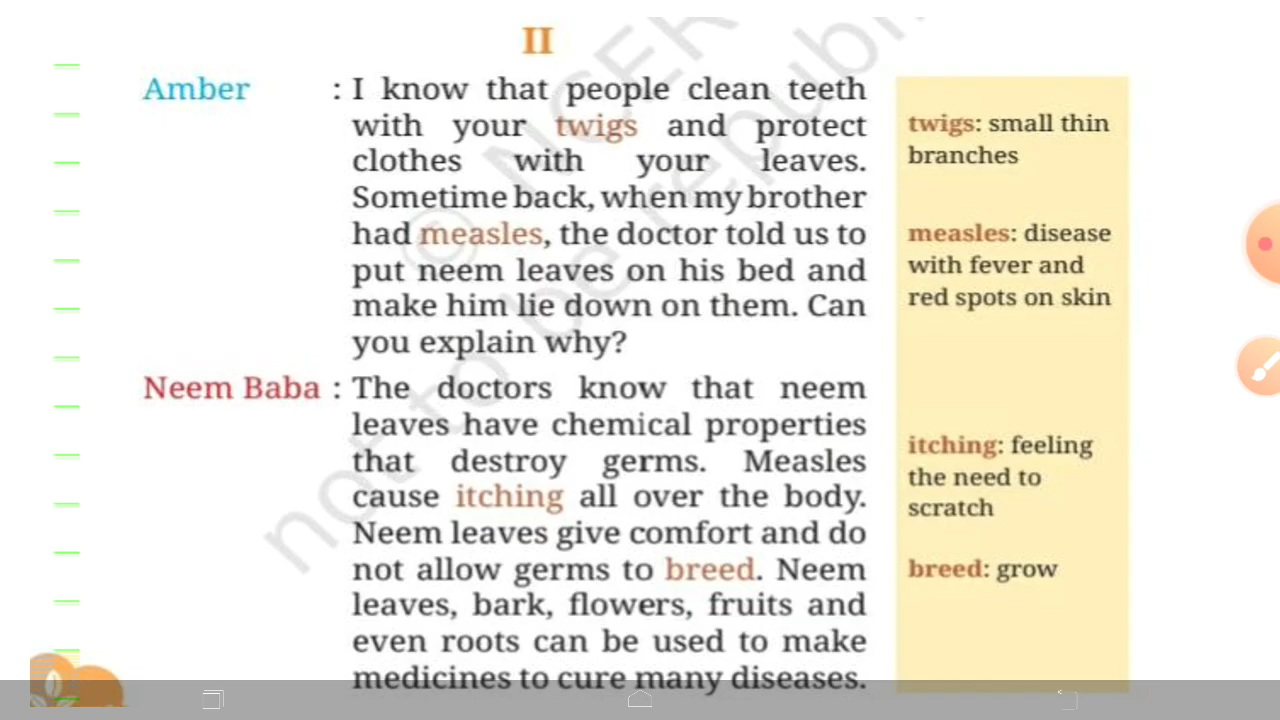 II
Amber : I know that people clean teeth
with your twigs and protect
clothes with your leaves.
Sometime back, when my brother
had measles, the doctor told us to
put neem leaves on his bed and
make him lie down on them. Can
you explain why?
Neem Baba : The doctors know that neem
leaves have chemical properties
that destroy germs. Measles
cause itching all over the body.
Neem leaves give comfort and do
not allow germs to breed. Neem
leaves, bark, flowers, fruits and
even roots can be used to make
medicines to cure many diseases.
twigs: small thin
branches
measles: disease
with fever and
red spots on skin
itching: feeling
the need to
scratch
breed: grow
© NCER
not to be republi